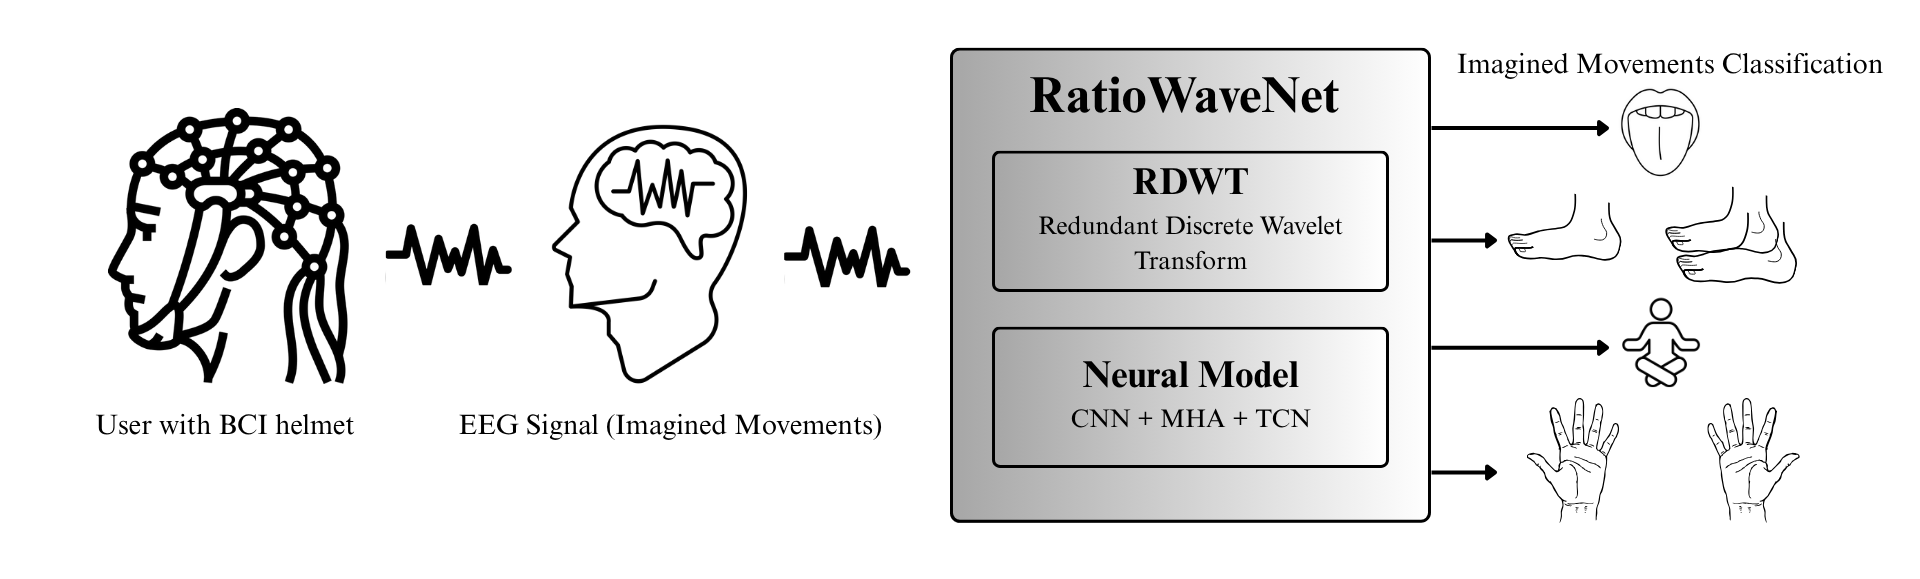 User with BCI helmet
EEG Signal (Imagined Movements)
RatioWaveNet
RDWT
Redundant Discrete Wavelet
Transform
Neural Model
CNN + MHA + TCN
Imagined Movements Classification